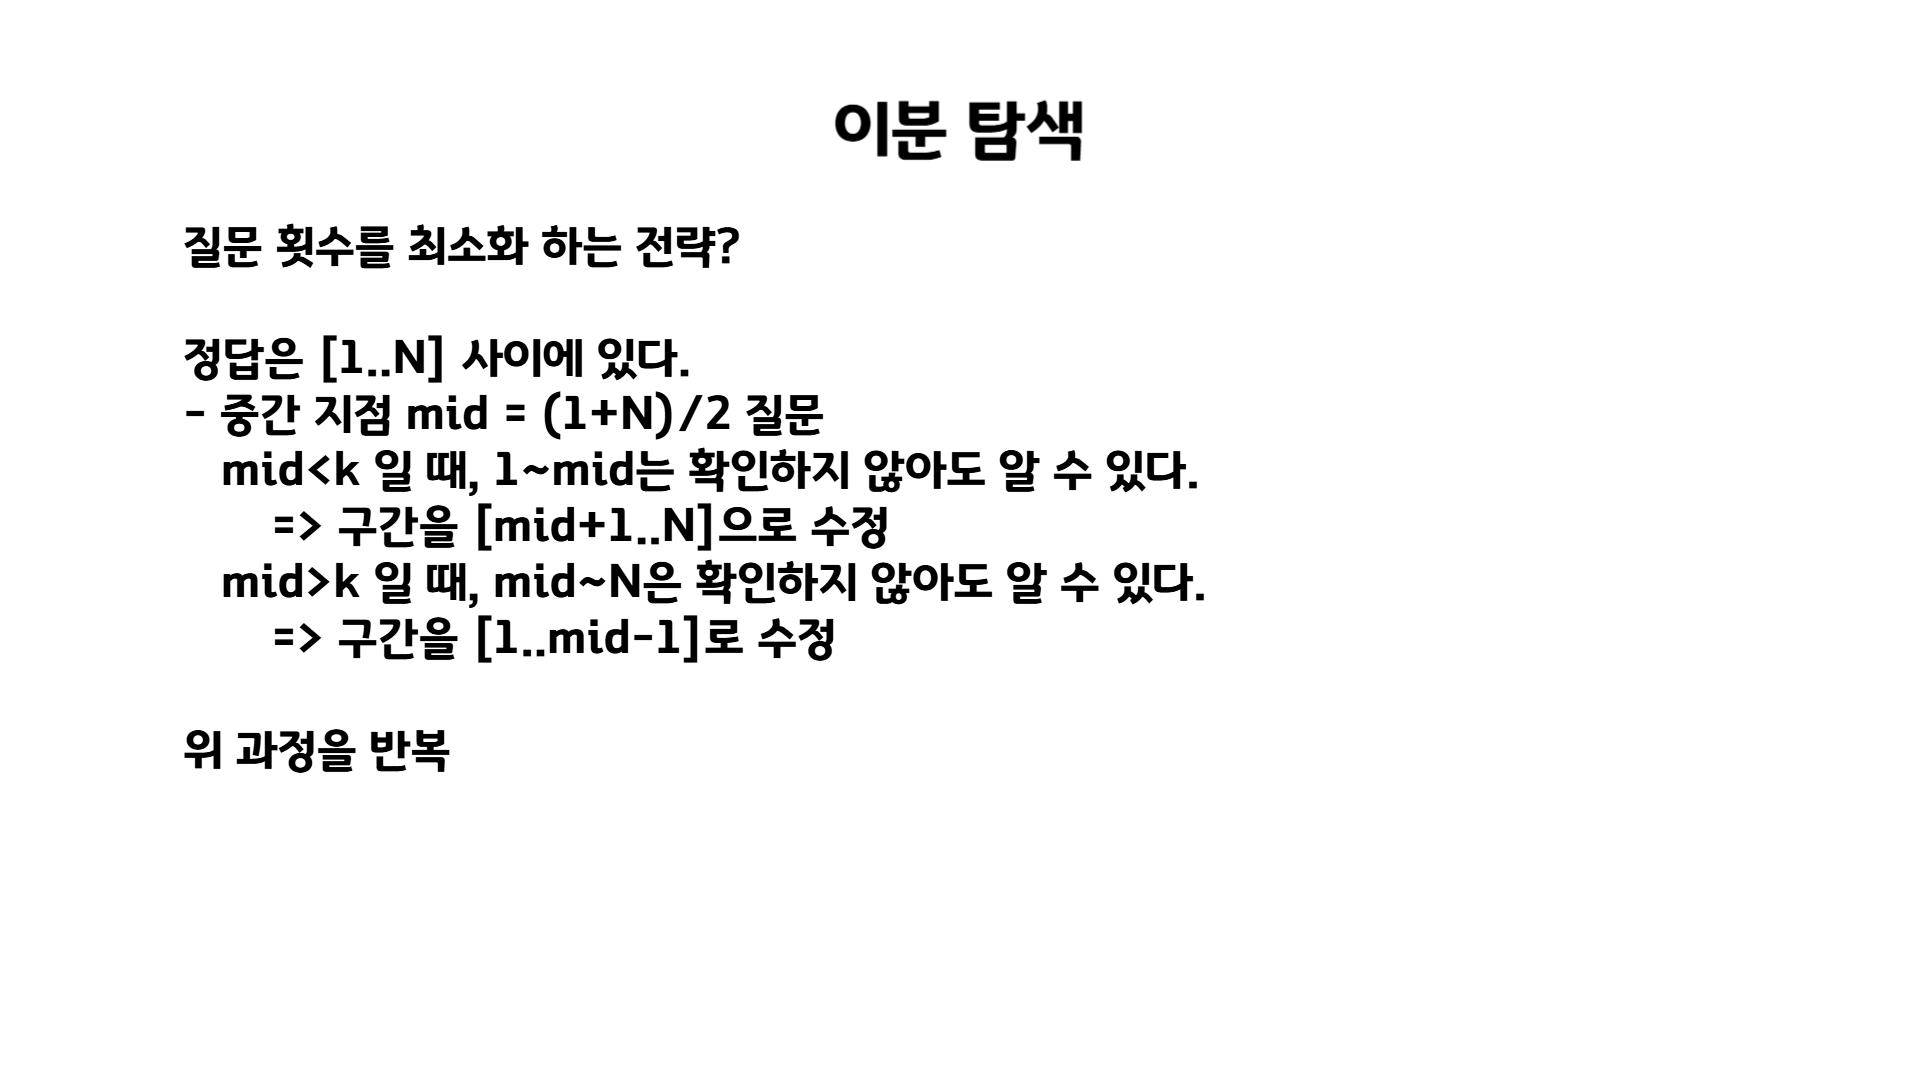 이분 탐색
질문 횟수를 최소화 하는 전략?
정답은 [1..N] 사이에 있다.
- 중간 지점 mid = (1+N)/2 질문
mid<k 일 때, 1~mid는 확인하지 않아도 알 수 있다.
=> 구간을 [mid+1..N]으로 수정
mid>k 일 때, mid~N은 확인하지 않아도 알 수 있다.
=> 구간을 [1..mid-1]로 수정
위 과정을 반복